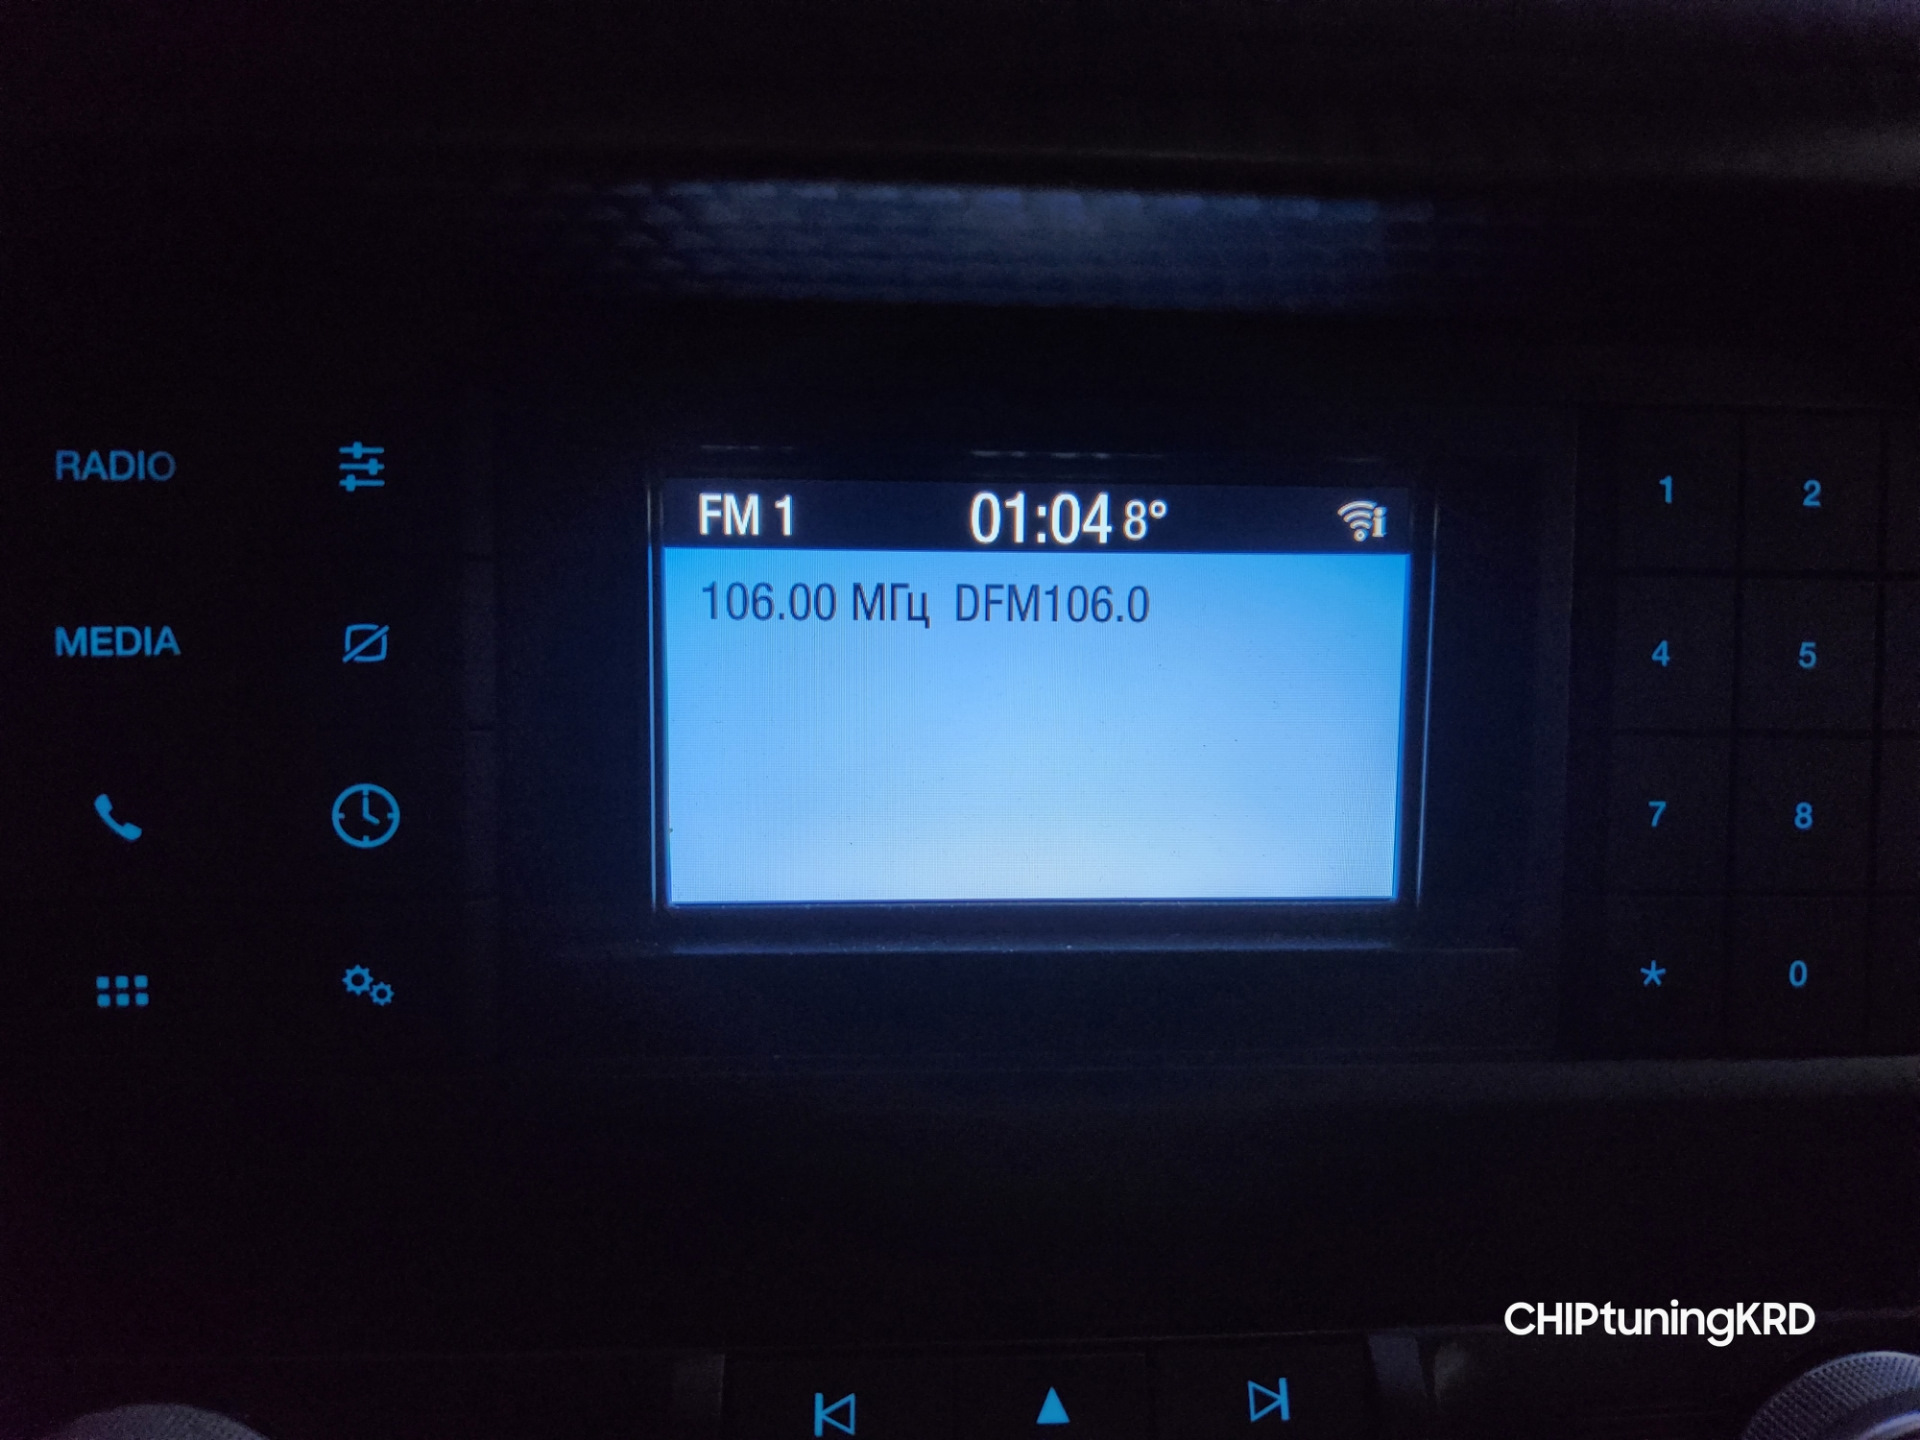 RADIO
MEDIA
FM 1 01:04 8°
106.00 МГц DFM106.0
1 2
4 5
7 8
* 0
CHIPtuningKRD